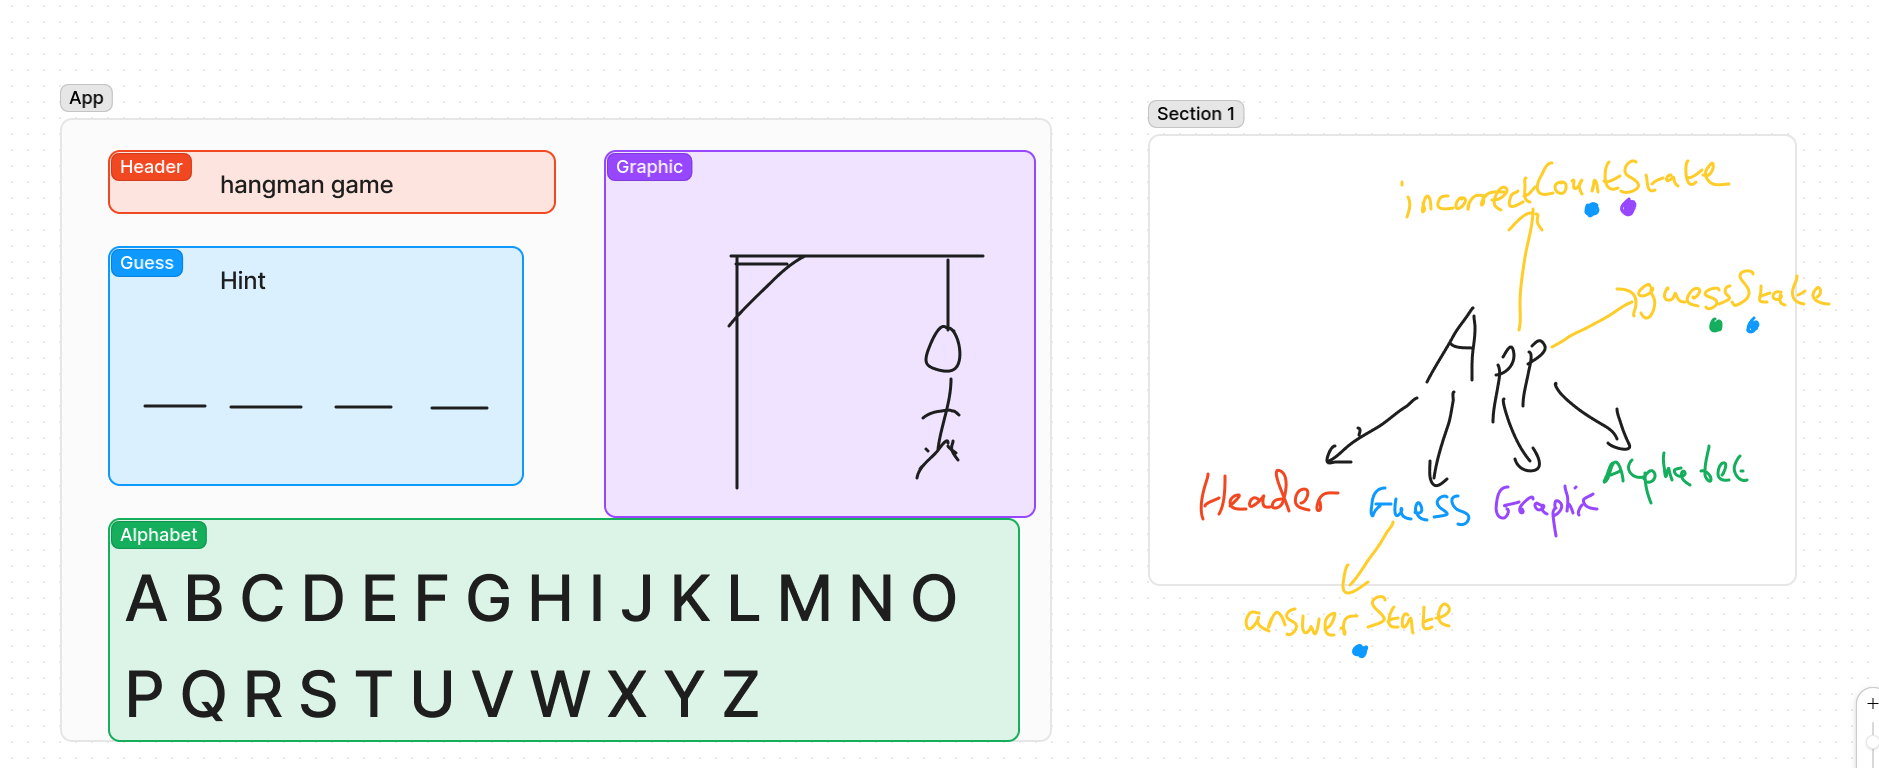 App
Header
hangman game
Graphic
Guess
Hint
Alphabet
A B C D E F G H I J K L M N O
P Q R S T U V W X Y Z
Section 1
incorrectCountState
guessState
App
Header
Guess
Graphic
Alphabet
answerState
+